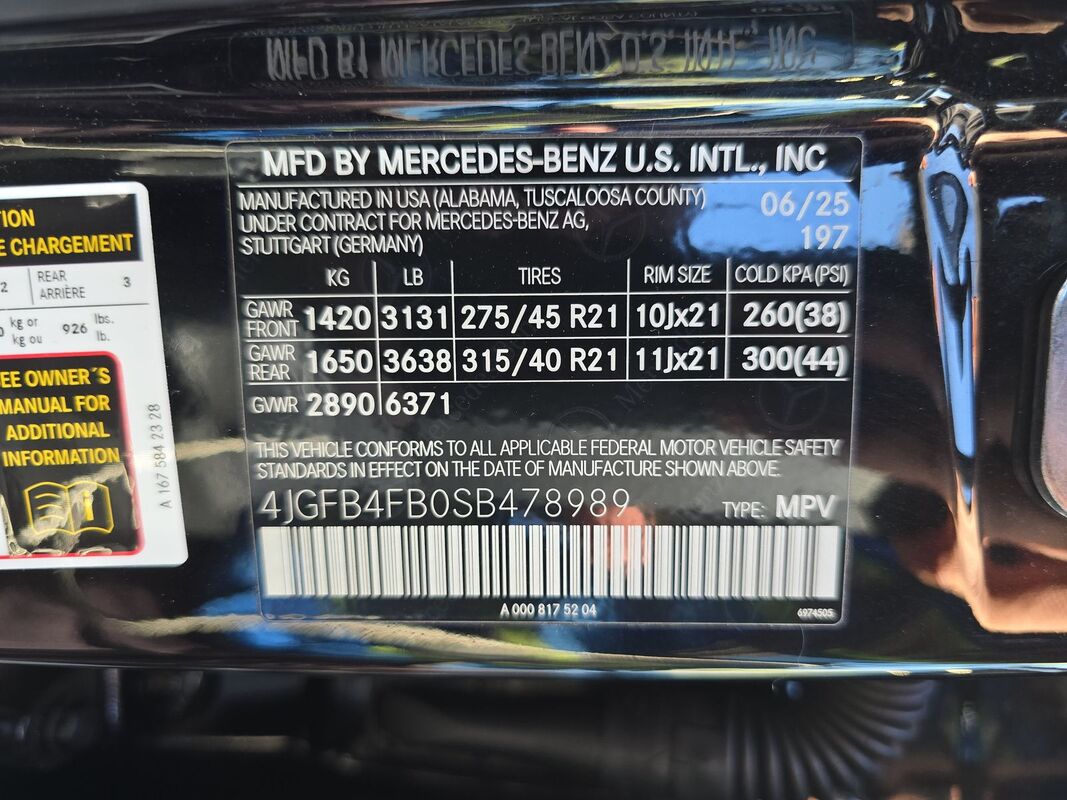 MFD BY MERCEDES-BENZ U.S. INTL., INC
MANUFACTURED IN USA (ALABAMA, TUSCALOOSA COUNTY)
UNDER CONTRACT FOR MERCEDES-BENZ AG,
STUTTGART (GERMANY)
06/25
197
KG LB TIRES RIM SIZE COLD KPA(PSI)
GAWR FRONT 1420 3131 275/45 R21 10Jx21 260(38)
GAWR REAR 1650 3638 315/40 R21 11Jx21 300(44)
GVWR 2890 6371
THIS VEHICLE CONFORMS TO ALL APPLICABLE FEDERAL MOTOR VEHICLE SAFETY
STANDARDS IN EFFECT ON THE DATE OF MANUFACTURE SHOWN ABOVE.
4JGFB4FB0SB478989 TYPE: MPV
A 000 817 52 04
6974505
CHARGEMENT
2 REAR ARRIÈRE 3
kg or kg ou 926 lbs. lb.
OWNER´S
MANUAL FOR
ADDITIONAL
INFORMATION
A 167 584 23 28